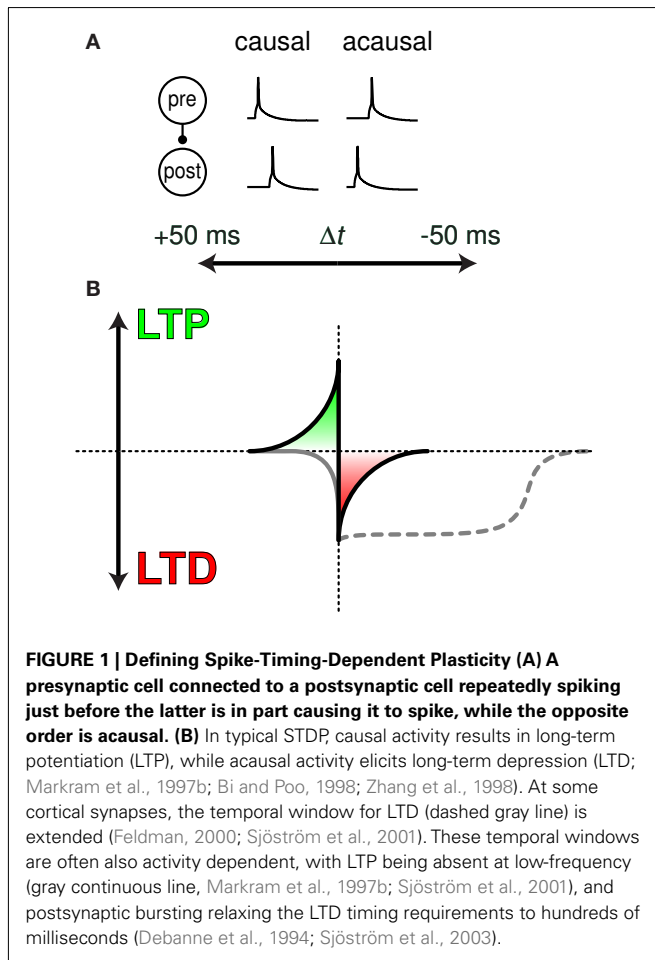 A
causal acausal
pre
post
+50 ms Δt -50 ms
B
LTP
LTD
FIGURE 1 | Defining Spike-Timing-Dependent Plasticity (A) A
presynaptic cell connected to a postsynaptic cell repeatedly spiking
just before the latter is in part causing it to spike, while the opposite
order is acausal. (B) In typical STDP, causal activity results in long-term
potentiation (LTP), while acausal activity elicits long-term depression (LTD;
Markram et al., 1997b; Bi and Poo, 1998; Zhang et al., 1998). At some
cortical synapses, the temporal window for LTD (dashed gray line) is
extended (Feldman, 2000; Sjöström et al., 2001). These temporal windows
are often also activity dependent, with LTP being absent at low-frequency
(gray continuous line, Markram et al., 1997b; Sjöström et al., 2001), and
postsynaptic bursting relaxing the LTD timing requirements to hundreds of
milliseconds (Debanne et al., 1994; Sjöström et al., 2003).